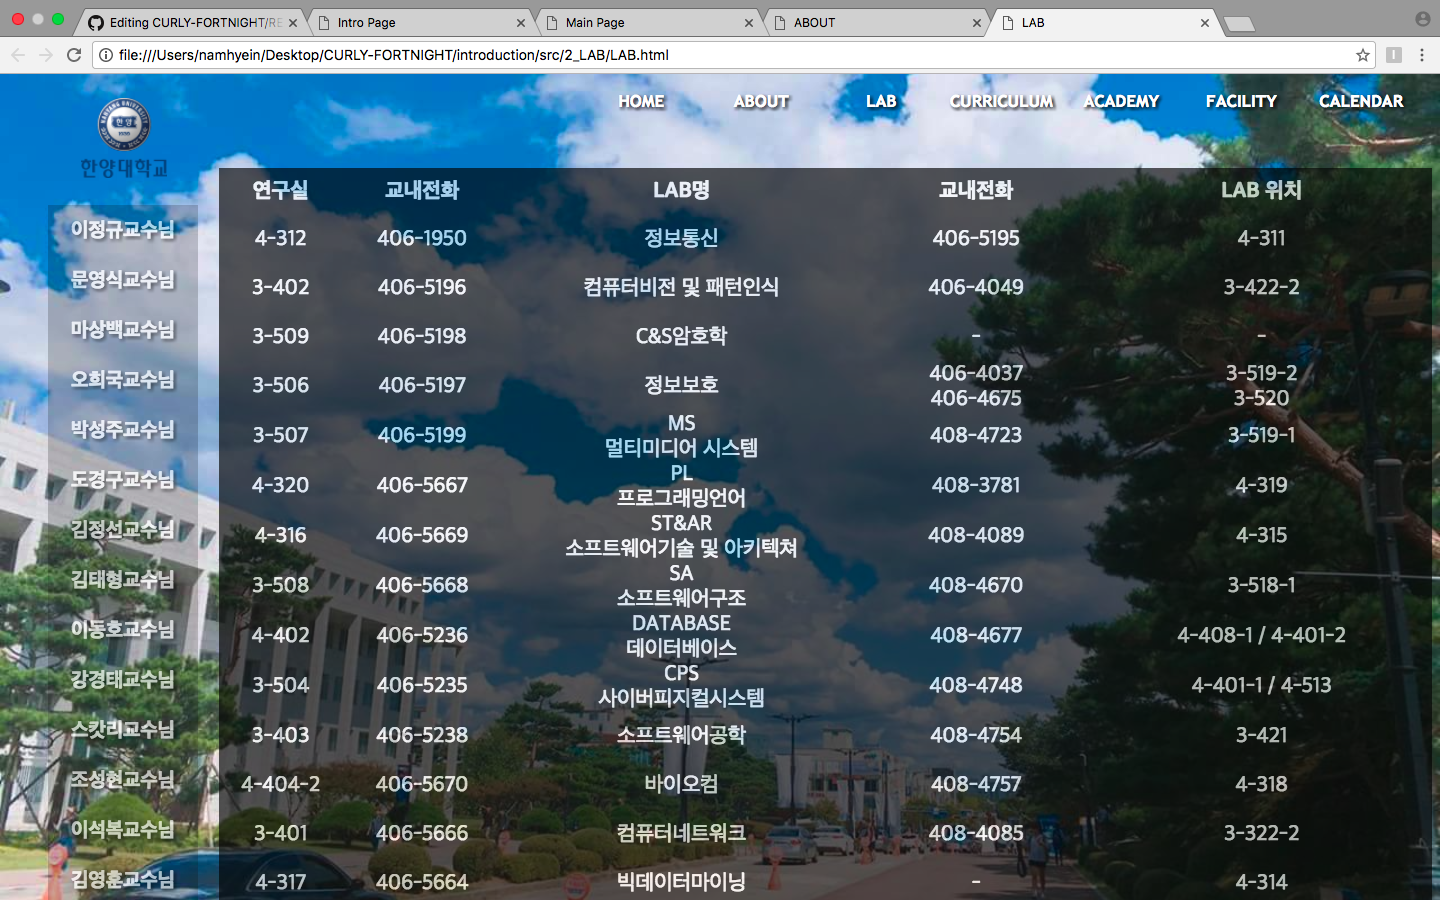 Editing CURLY-FORTNIGHT/RE
Intro Page
Main Page
ABOUT
LAB
file:///Users/namhyein/Desktop/CURLY-FORTNIGHT/introduction/src/2_LAB/LAB.html
HOME ABOUT LAB CURRICULUM ACADEMY FACILITY CALENDAR
HANYANG UNIVERSITY
한양
1939
한양대학교
연구실 교내전화 LAB명 교내전화 LAB 위치
이정규교수님 4-312 406-1950 정보통신 406-5195 4-311
문영식교수님 3-402 406-5196 컴퓨터비전 및 패턴인식 406-4049 3-422-2
마상백교수님 3-509 406-5198 C&S암호학 - -
오희국교수님 3-506 406-5197 정보보호 406-4037 3-519-2
406-4675 3-520
박성주교수님 3-507 406-5199 MS 408-4723 3-519-1
멀티미디어 시스템
도경구교수님 4-320 406-5667 PL 408-3781 4-319
프로그래밍언어
김정선교수님 4-316 406-5669 ST&AR 408-4089 4-315
소프트웨어기술 및 아키텍쳐
김태형교수님 3-508 406-5668 SA 408-4670 3-518-1
소프트웨어구조
이동호교수님 4-402 406-5236 DATABASE 408-4677 4-408-1 / 4-401-2
데이터베이스
강경태교수님 3-504 406-5235 CPS 408-4748 4-401-1 / 4-513
사이버피지컬시스템
스캇리교수님 3-403 406-5238 소프트웨어공학 408-4754 3-421
조성현교수님 4-404-2 406-5670 바이오컴 408-4757 4-318
이석복교수님 3-401 406-5666 컴퓨터네트워크 408-4085 3-322-2
김영훈교수님 4-317 406-5664 빅데이터마이닝 - 4-314